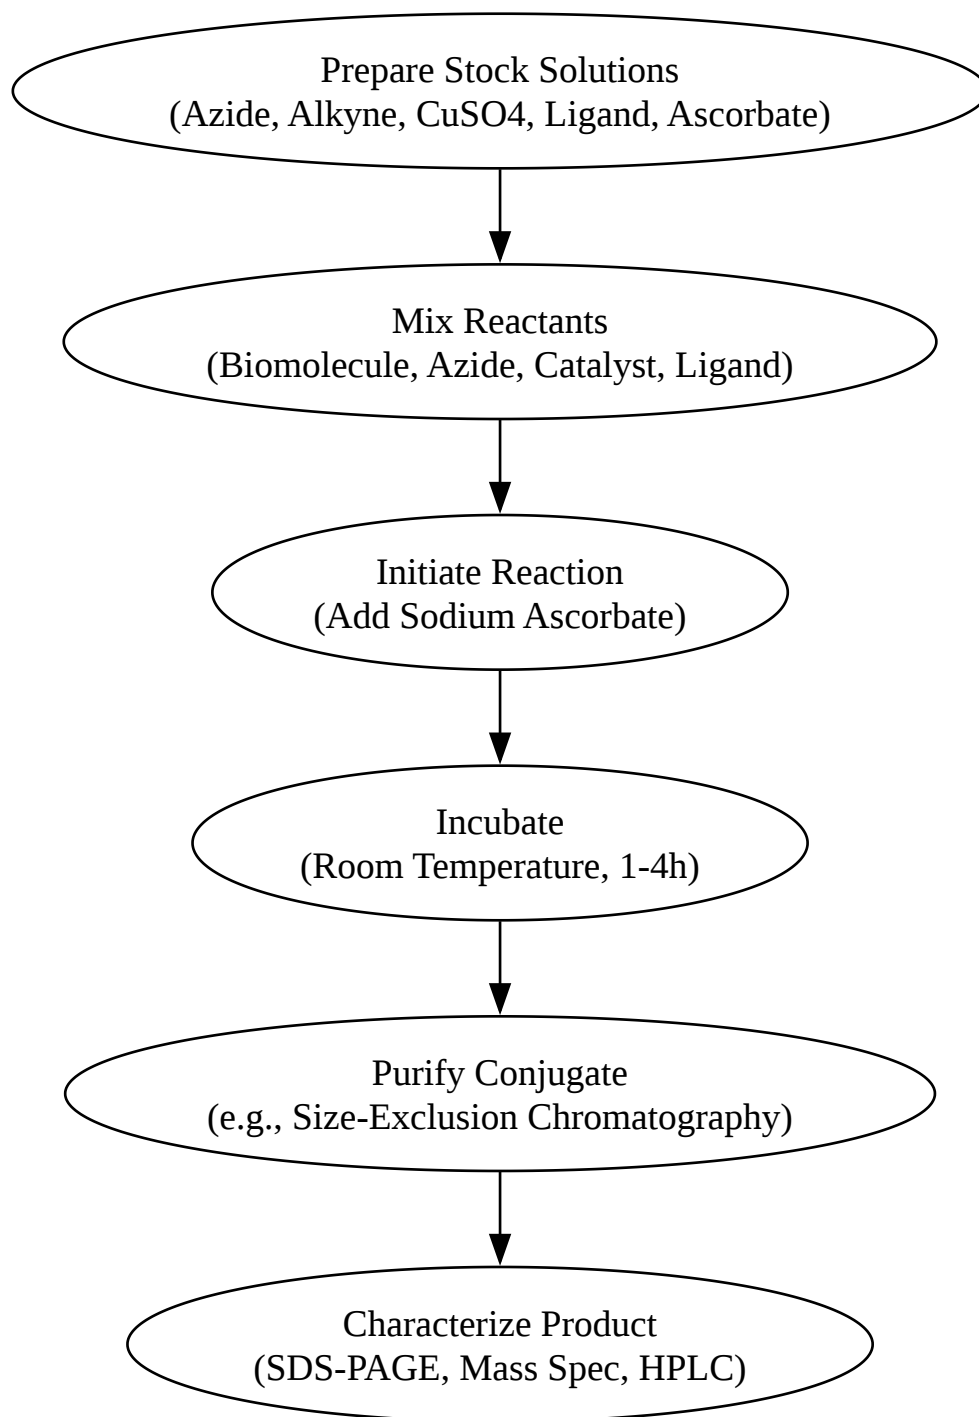 Prepare Stock Solutions
(Azide, Alkyne, CuSO4, Ligand, Ascorbate)
Mix Reactants
(Biomolecule, Azide, Catalyst, Ligand)
Initiate Reaction
(Add Sodium Ascorbate)
Incubate
(Room Temperature, 1-4h)
Purify Conjugate
(e.g., Size-Exclusion Chromatography)
Characterize Product
(SDS-PAGE, Mass Spec, HPLC)